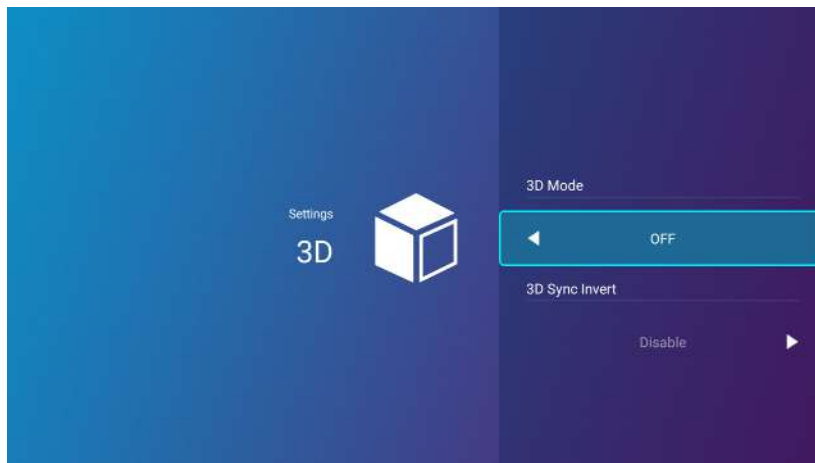 Settings
3D
3D Mode
OFF
3D Sync Invert
Disable